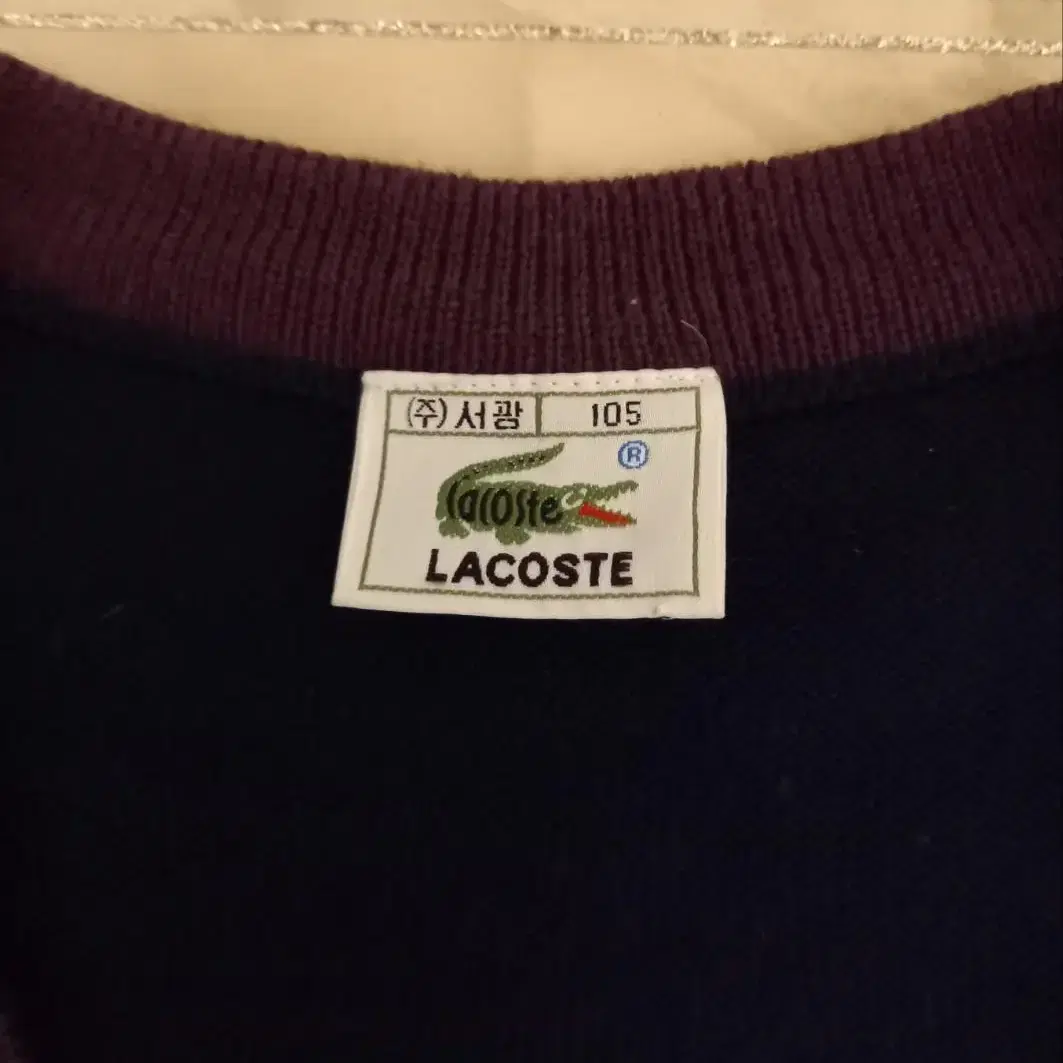 (주)서광 105
®
Lacoste
LACOSTE